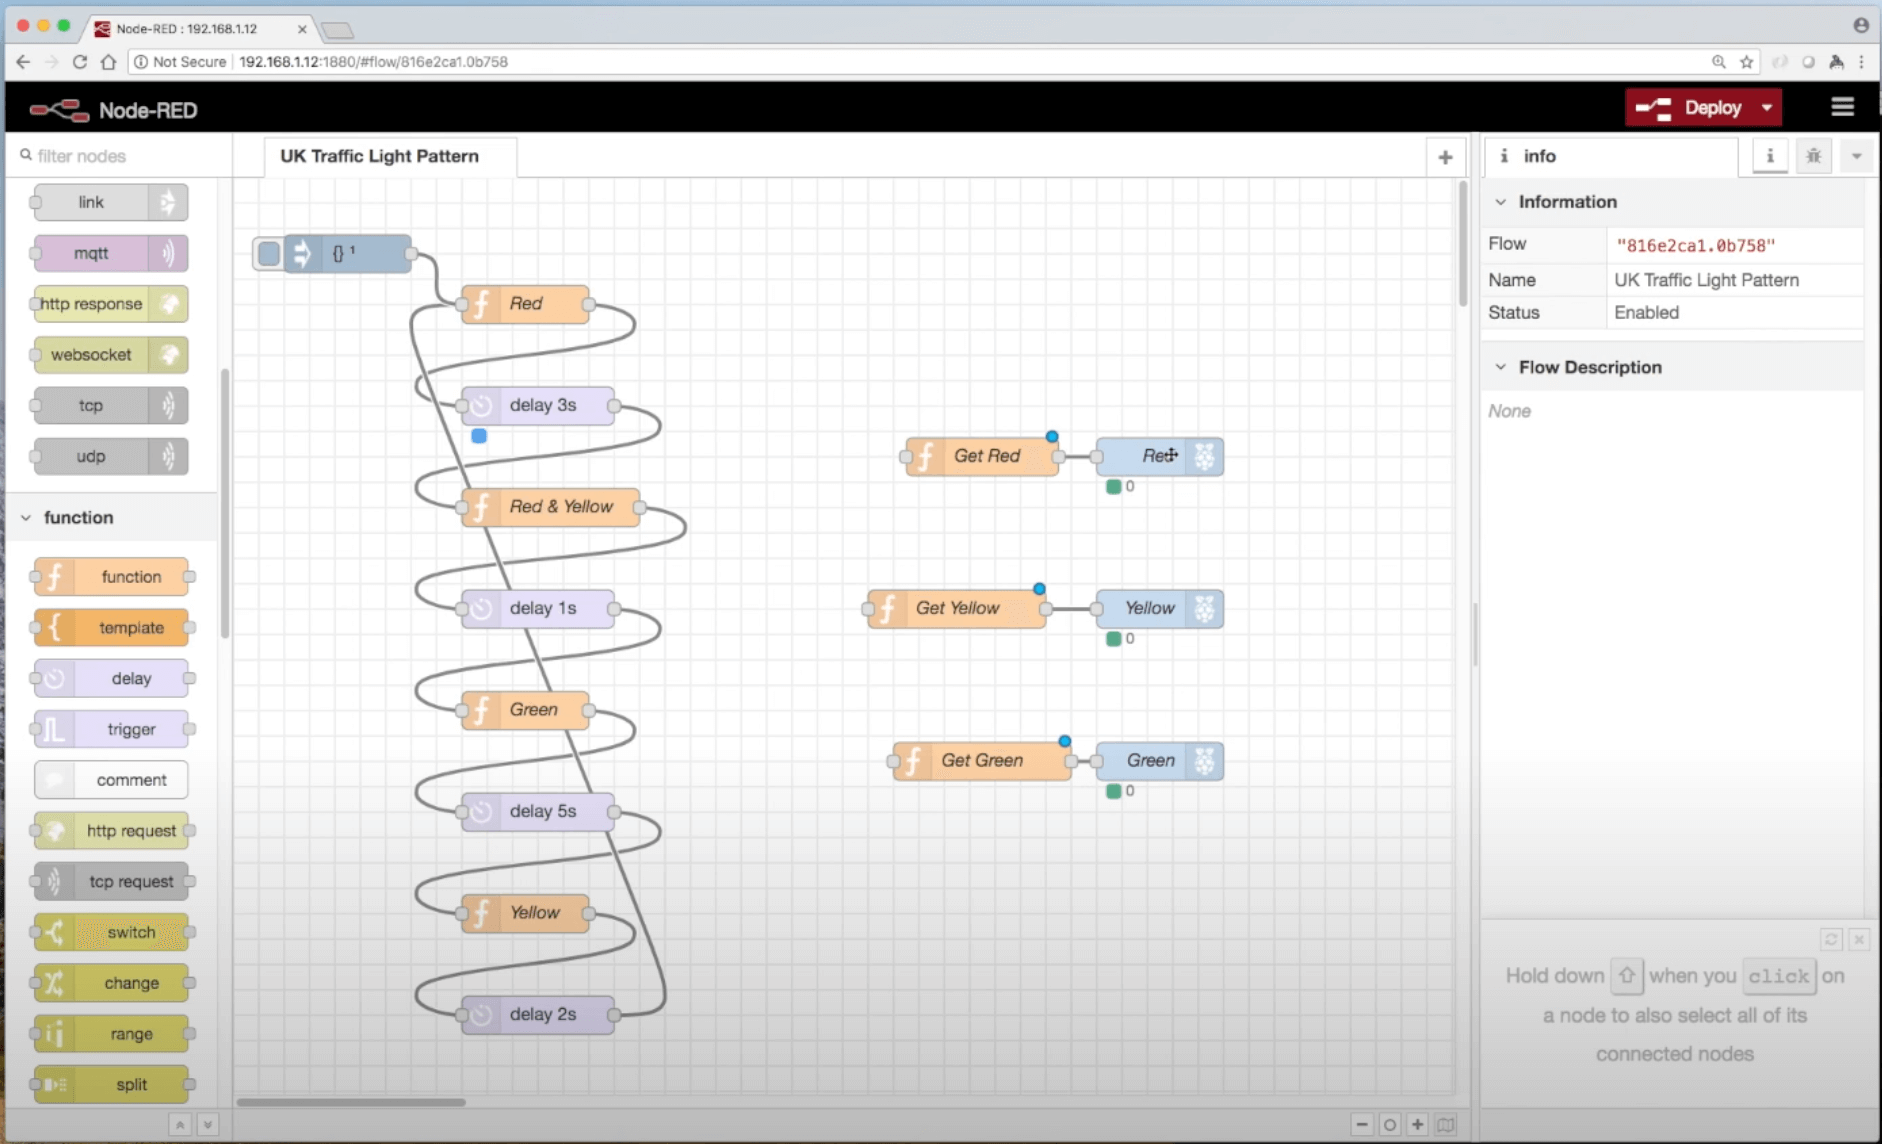 Node-RED : 192.168.1.12
Not Secure 192.168.1.12:1880/#flow/816e2ca1.0b758
Node-RED
Deploy
filter nodes
UK Traffic Light Pattern
info
link
mqtt
http response
websocket
tcp
udp
function
function
template
delay
trigger
comment
http request
tcp request
switch
change
range
split
{} ¹
Red
delay 3s
Red & Yellow
delay 1s
Green
delay 5s
Yellow
delay 2s
Get Red
Red
0
Get Yellow
Yellow
0
Get Green
Green
0
Information
Flow "816e2ca1.0b758"
Name UK Traffic Light Pattern
Status Enabled
Flow Description
None
Hold down ⇧ when you click on
a node to also select all of its
connected nodes